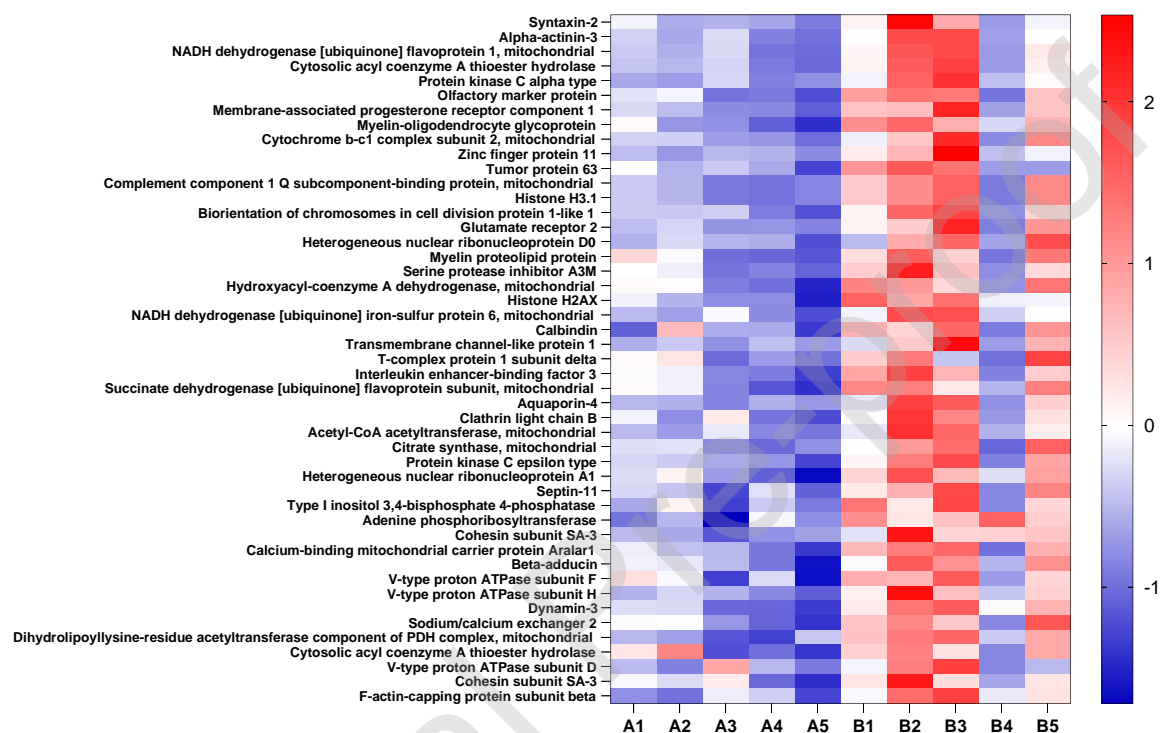 Syntaxin-2
Alpha-actinin-3
NADH dehydrogenase [ubiquinone] flavoprotein 1, mitochondrial
Cytosolic acyl coenzyme A thioester hydrolase
Protein kinase C alpha type
Olfactory marker protein
Membrane-associated progesterone receptor component 1
Myelin-oligodendrocyte glycoprotein
Cytochrome b-c1 complex subunit 2, mitochondrial
Zinc finger protein 11
Tumor protein 63
Complement component 1 Q subcomponent-binding protein, mitochondrial
Histone H3.1
Biorientation of chromosomes in cell division protein 1-like 1
Glutamate receptor 2
Heterogeneous nuclear ribonucleoprotein D0
Myelin proteolipid protein
Serine protease inhibitor A3M
Hydroxyacyl-coenzyme A dehydrogenase, mitochondrial
Histone H2AX
NADH dehydrogenase [ubiquinone] iron-sulfur protein 6, mitochondrial
Calbindin
Transmembrane channel-like protein 1
T-complex protein 1 subunit delta
Interleukin enhancer-binding factor 3
Succinate dehydrogenase [ubiquinone] flavoprotein subunit, mitochondrial
Aquaporin-4
Clathrin light chain B
Acetyl-CoA acetyltransferase, mitochondrial
Citrate synthase, mitochondrial
Protein kinase C epsilon type
Heterogeneous nuclear ribonucleoprotein A1
Septin-11
Type I inositol 3,4-bisphosphate 4-phosphatase
Adenine phosphoribosyltransferase
Cohesin subunit SA-3
Calcium-binding mitochondrial carrier protein Aralar1
Beta-adducin
V-type proton ATPase subunit F
V-type proton ATPase subunit H
Dynamin-3
Sodium/calcium exchanger 2
Dihydrolipoyllysine-residue acetyltransferase component of PDH complex, mitochondrial
Cytosolic acyl coenzyme A thioester hydrolase
V-type proton ATPase subunit D
Cohesin subunit SA-3
F-actin-capping protein subunit beta
A1 A2 A3 A4 A5 B1 B2 B3 B4 B5
2
1
0
-1
Pre-proof